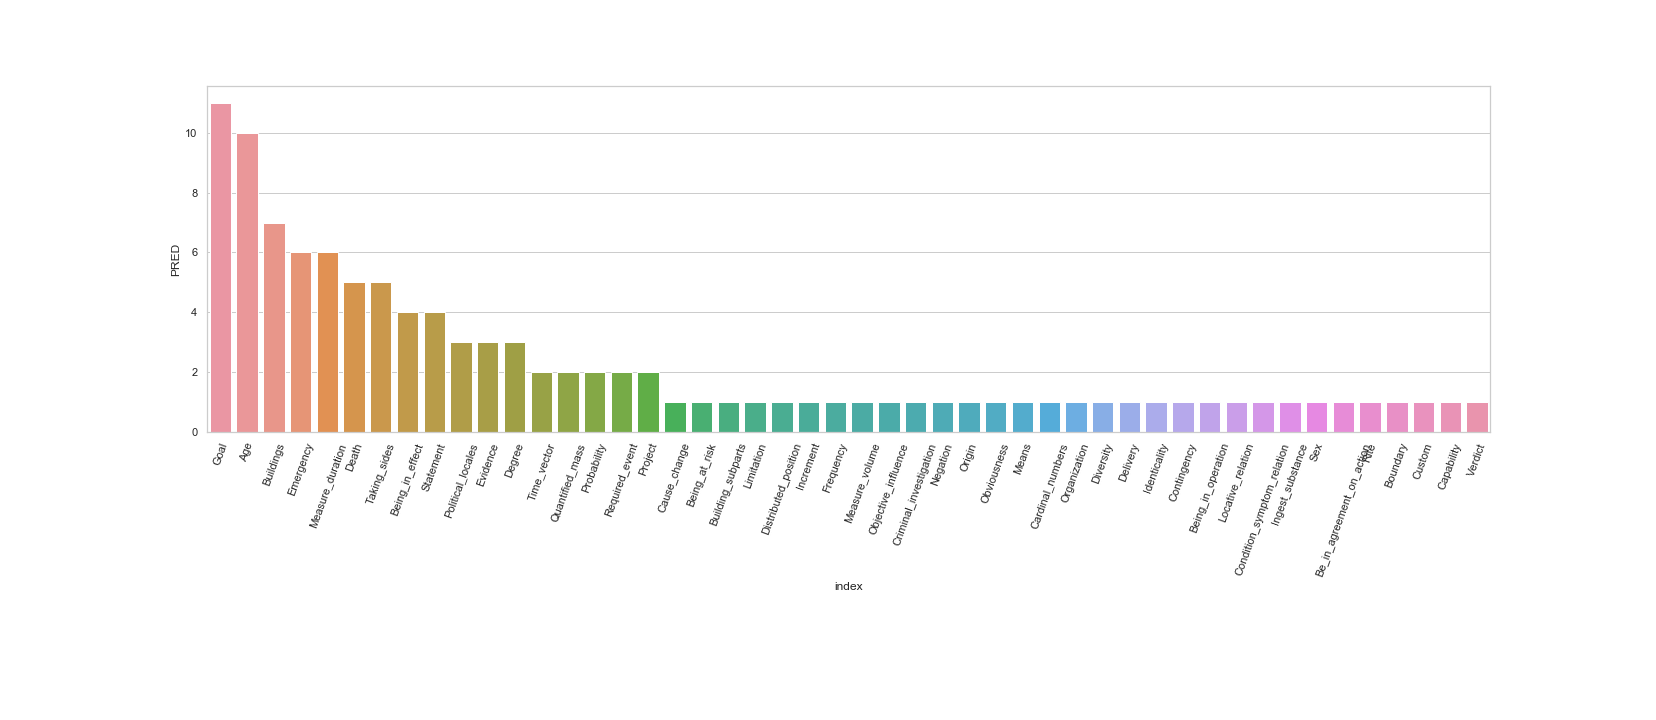 10
8
6
4
2
0
PRED
Goal
Age
Buildings
Emergency
Measure_duration
Death
Taking_sides
Being_in_effect
Statement
Political_locales
Evidence
Degree
Time_vector
Quantified_mass
Probability
Required_event
Project
Cause_change
Being_at_risk
Building_subparts
Limitation
Distributed_position
Increment
Frequency
Measure_volume
Objective_influence
Criminal_investigation
Negation
Origin
Obviousness
Means
Cardinal_numbers
Organization
Diversity
Delivery
Identicality
Contingency
Being_in_operation
Locative_relation
Condition_symptom_relation
Ingest_substance
Sex
Be_in_agreement_on_action
Boundary
Custom
Capability
Verdict
index